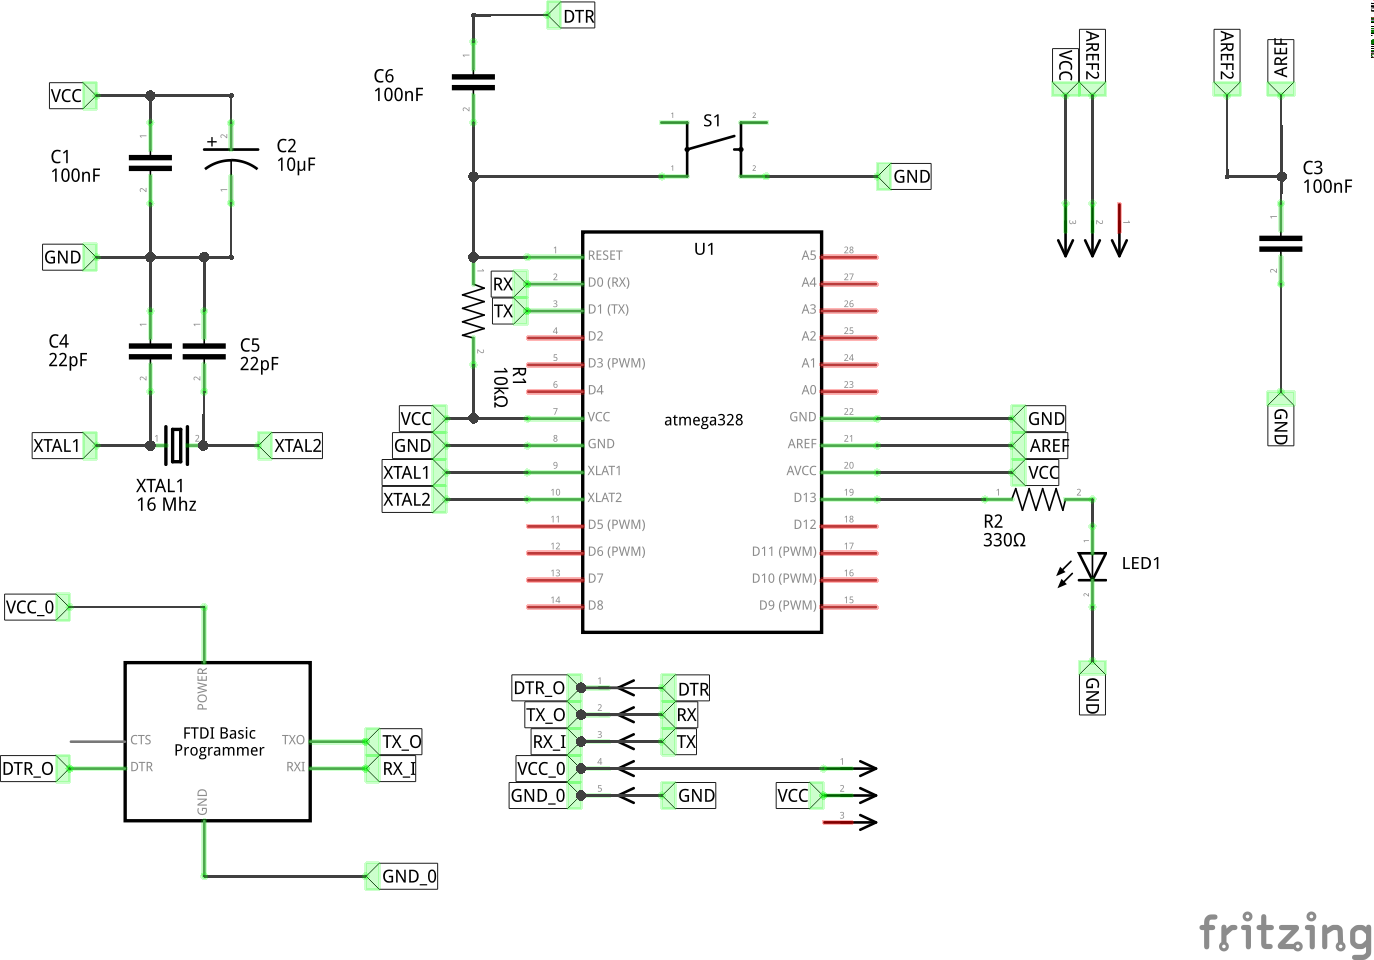 DTR
C6
100nF
1
2
VCC
C1
100nF
1
2
+
2
1
C2
10µF
GND
C4
22pF
1
2
1
2
C5
22pF
XTAL1
1
2
XTAL2
XTAL1
16 Mhz
S1
1
2
1
2
GND
VCC
AREF2
3
2
1
AREF2
AREF
C3
100nF
1
2
GND
U1
atmega328
1
RESET
RX
2
D0 (RX)
TX
3
D1 (TX)
4
D2
5
D3 (PWM)
6
D4
VCC
7
VCC
GND
8
GND
XTAL1
9
XLAT1
XTAL2
10
XLAT2
11
D5 (PWM)
12
D6 (PWM)
13
D7
14
D8
1
2
R1
10kΩ
A5
28
A4
27
A3
26
A2
25
A1
24
A0
23
GND
22
GND
AREF
21
AREF
AVCC
20
VCC
D13
19
D12
18
D11 (PWM)
17
D10 (PWM)
16
D9 (PWM)
15
1
2
R2
330Ω
1
2
LED1
GND
VCC_0
POWER
FTDI Basic
Programmer
CTS
DTR
TXO
RXI
GND
DTR_O
TX_O
RX_I
GND_0
DTR_O
1
DTR
TX_O
2
RX
RX_I
3
TX
VCC_0
4
1
GND_0
5
GND
VCC
2
3
fritzing